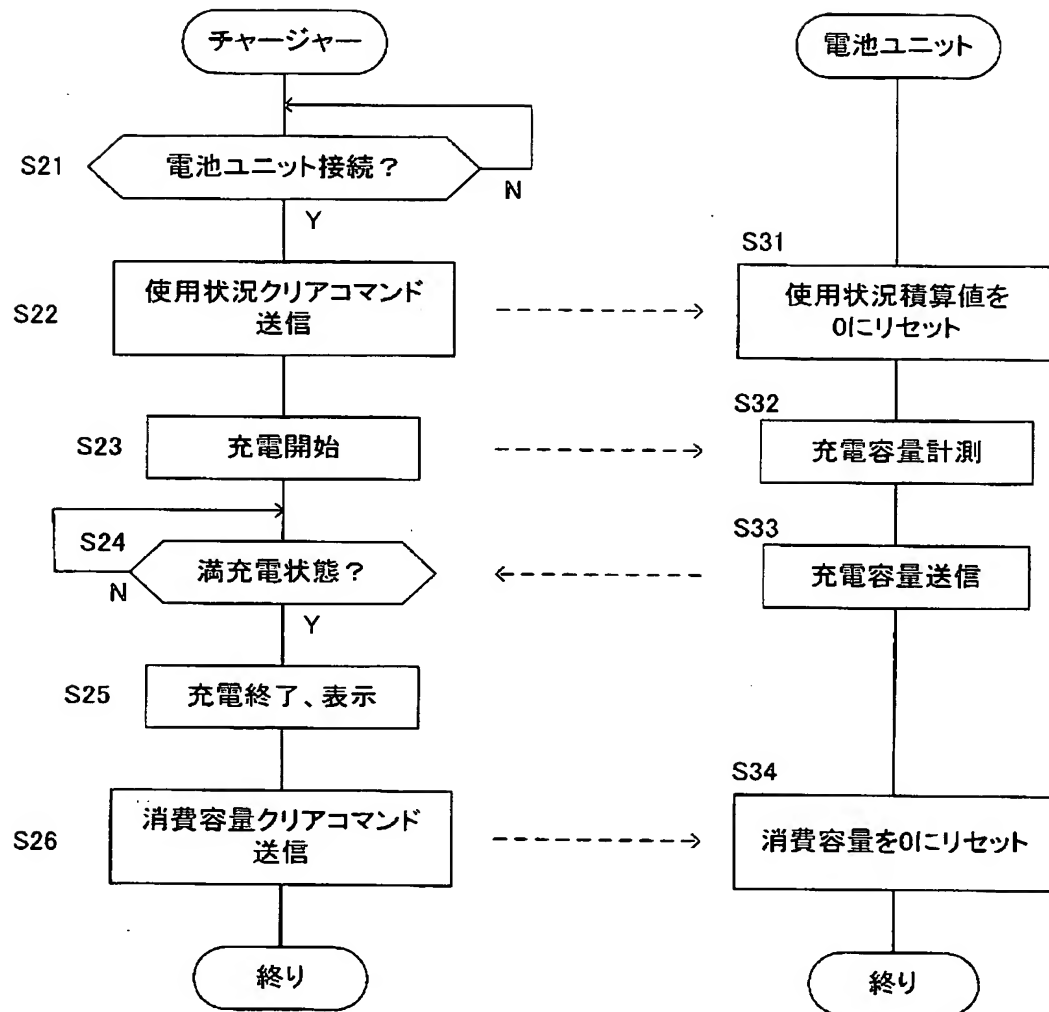 チャージャー
電池ユニット
S21
電池ユニット接続?
N
Y
S22
使用状況クリアコマンド
送信
S31
使用状況積算値を
0にリセット
S23
充電開始
S32
充電容量計測
S24
満充電状態?
N
Y
S33
充電容量送信
S25
充電終了、表示
S26
消費容量クリアコマンド
送信
S34
消費容量を0にリセット
終り
終り